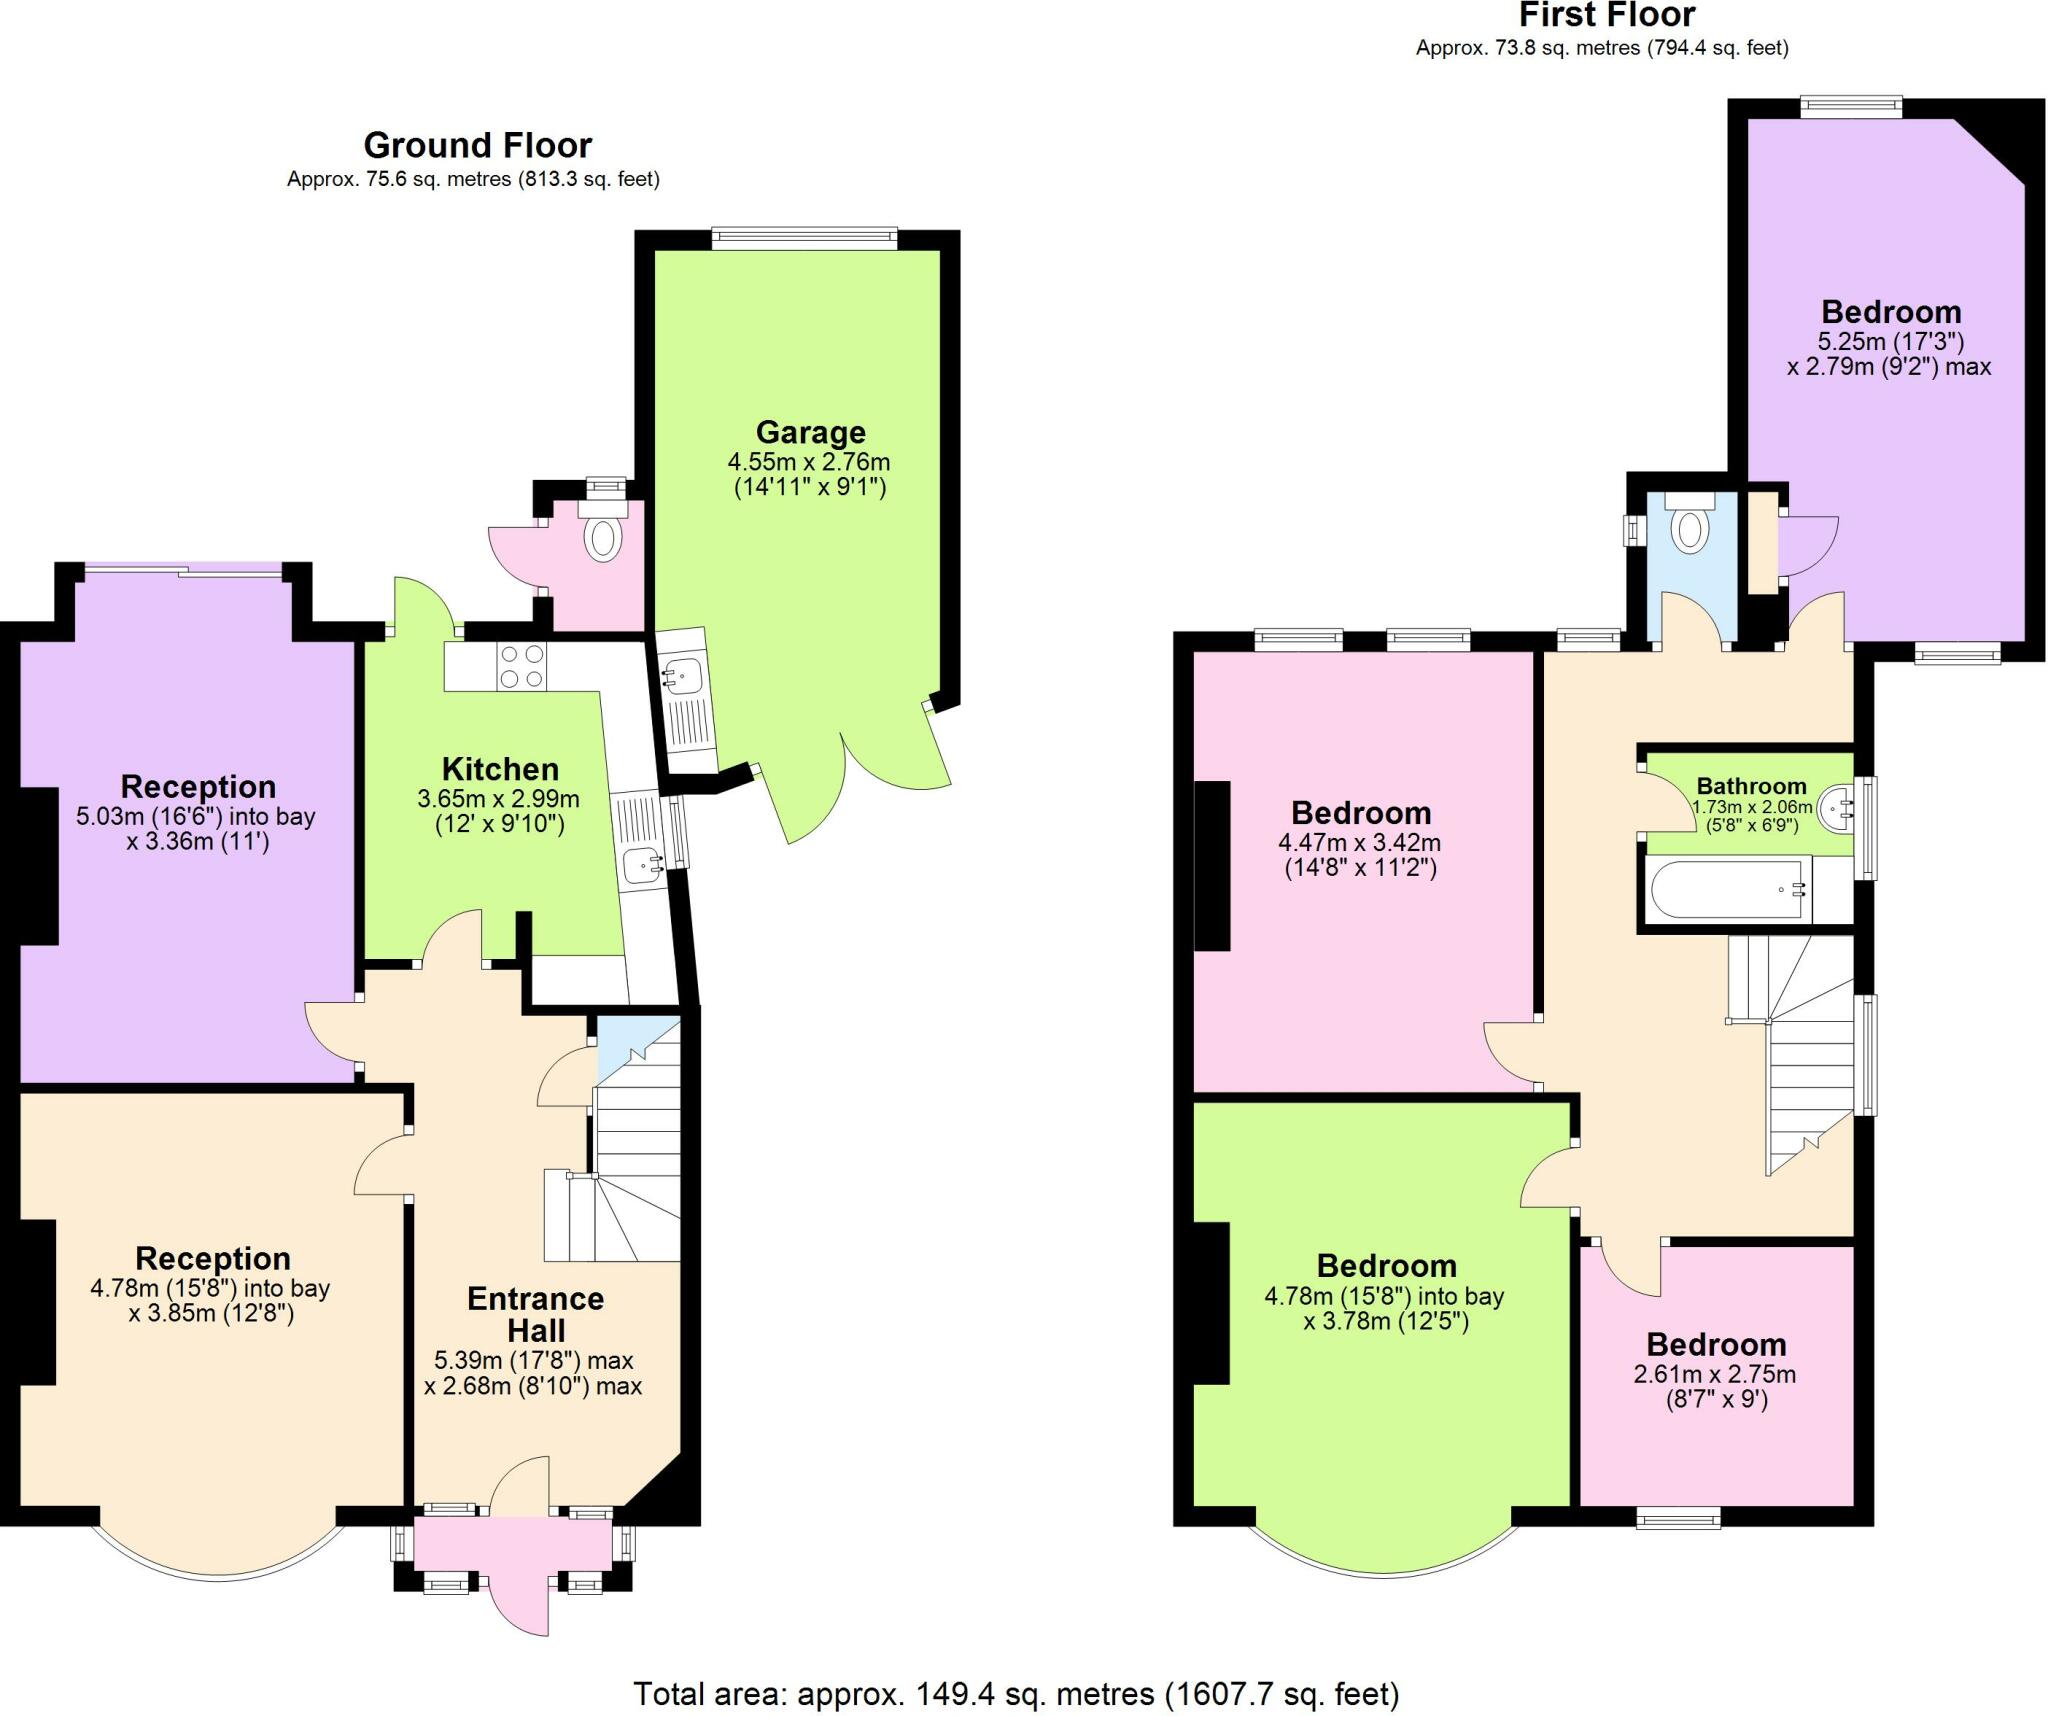 Ground Floor
Approx. 75.6 sq. metres (813.3 sq. feet)
Garage
4.55m x 2.76m
(14'11" x 9'1")
Kitchen
3.65m x 2.99m
(12' x 9'10")
Reception
5.03m (16'6") into bay
x 3.36m (11')
Reception
4.78m (15'8") into bay
x 3.85m (12'8")
Entrance
Hall
5.39m (17'8") max
x 2.68m (8'10") max
First Floor
Approx. 73.8 sq. metres (794.4 sq. feet)
Bedroom
5.25m (17'3")
x 2.79m (9'2") max
Bathroom
1.73m x 2.06m
(5'8" x 6'9")
Bedroom
4.47m x 3.42m
(14'8" x 11'2")
Bedroom
4.78m (15'8") into bay
x 3.78m (12'5")
Bedroom
2.61m x 2.75m
(8'7" x 9')
Total area: approx. 149.4 sq. metres (1607.7 sq. feet)